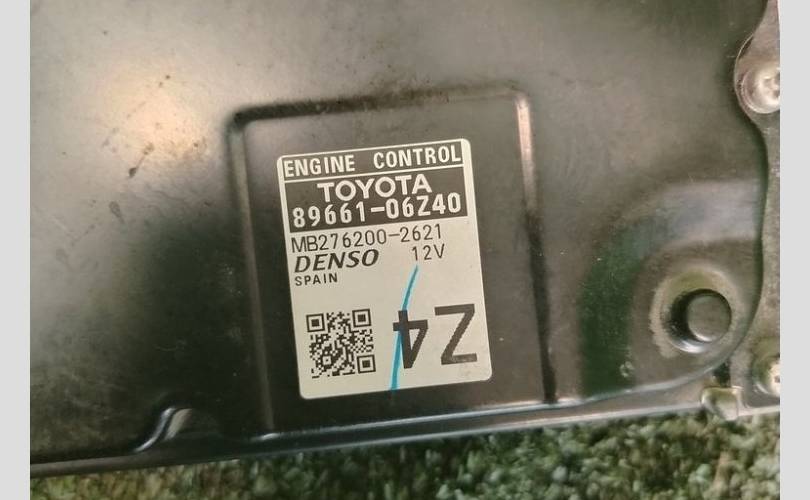 ENGINE CONTROL
TOYOTA
89661-06Z40
MB276200-2621
DENSO 12V
SPAIN
Z4